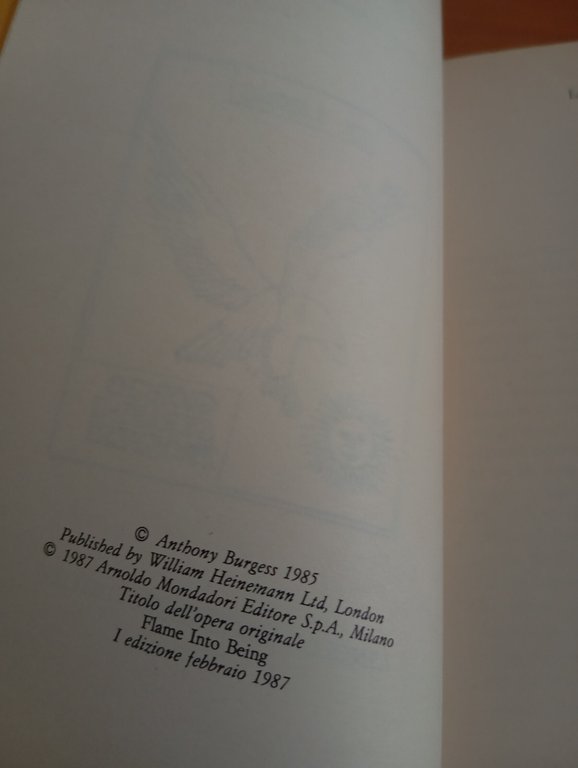 © Anthony Burgess 1985
Published by William Heinemann Ltd, London
© 1987 Arnoldo Mondadori Editore S.p.A., Milano
Titolo dell'opera originale
Flame Into Being
I edizione febbraio 1987